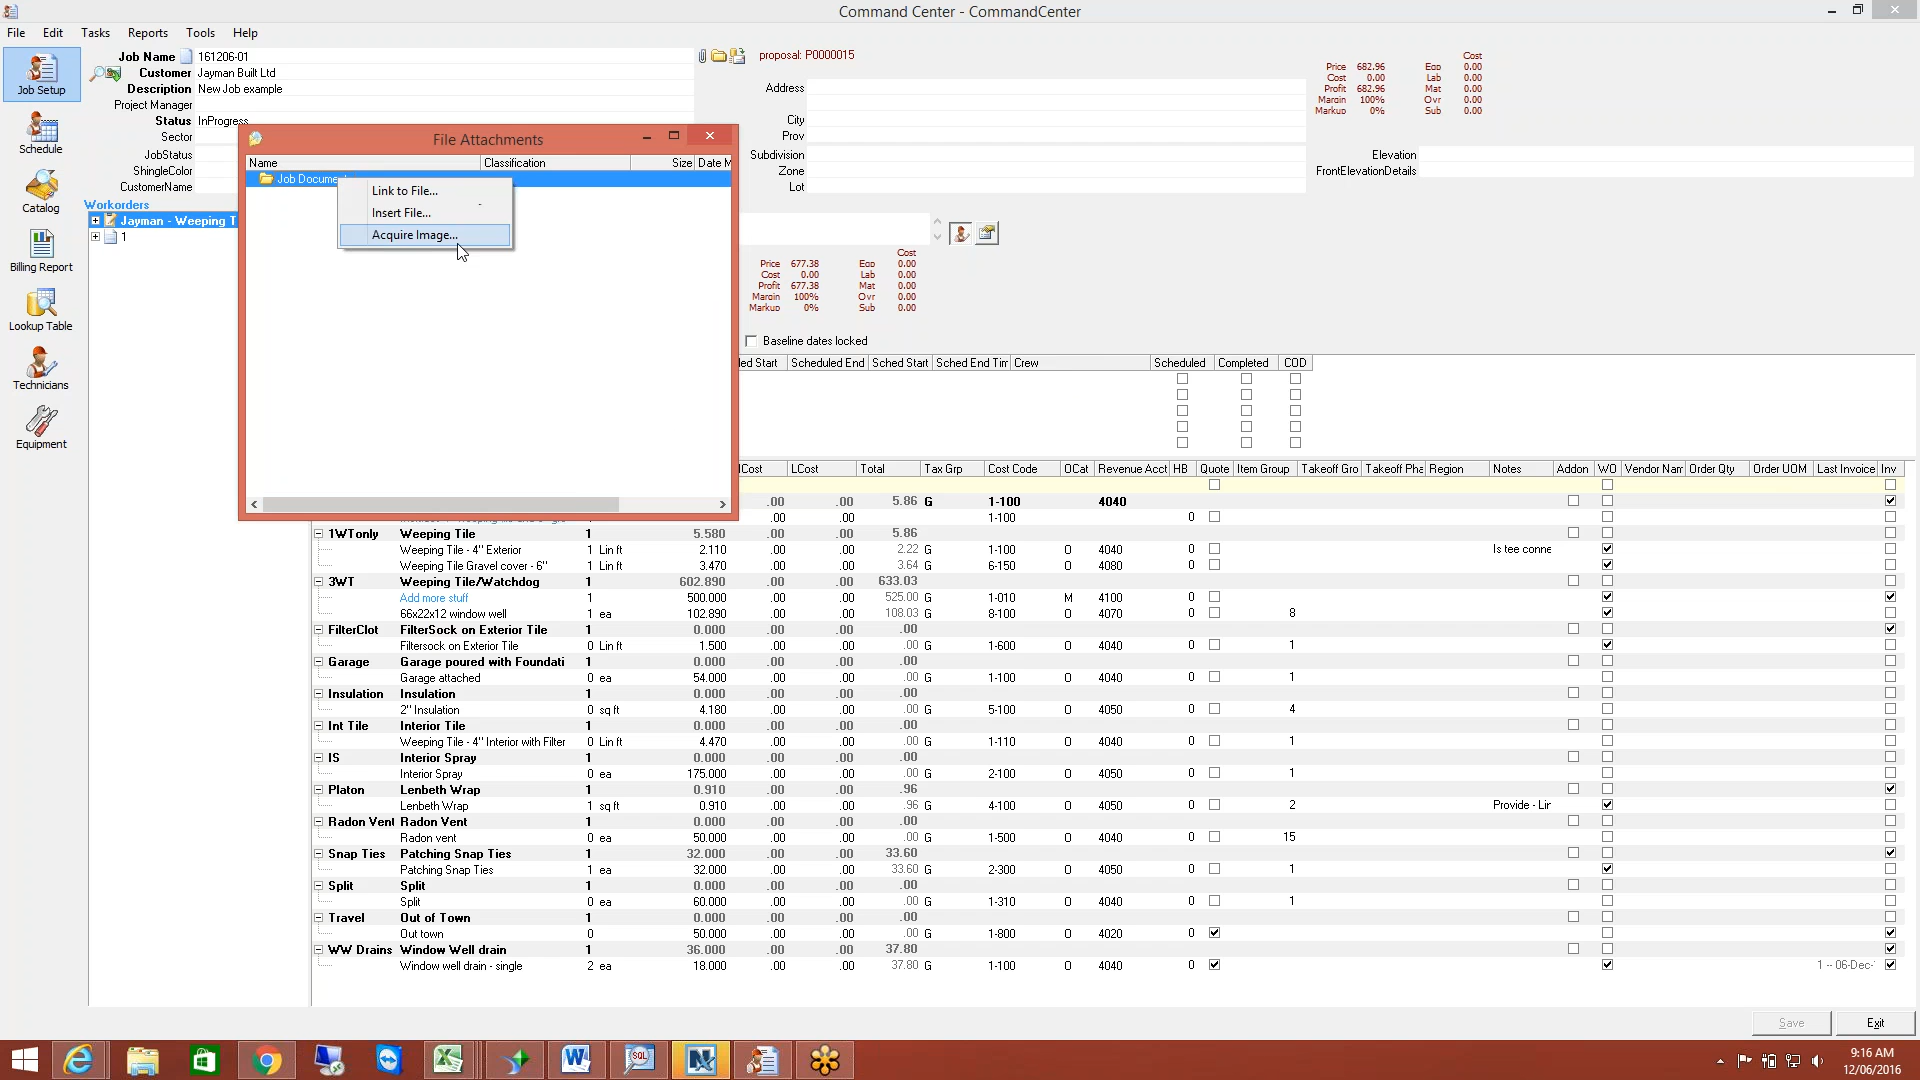 Command Center - CommandCenter
File Edit Tasks Reports Tools Help
Job Setup
Schedule
Catalog
Billing Report
Lookup Table
Technicians
Equipment
Job Name 161206-01
Customer Jayman Built Ltd
Description New Job example
Project Manager
Status InProgress
Sector
JobStatus
ShingleColor
CustomerName
Workorders
Jayman - Weeping T
1
proposal: P0000015
Address
City
Prov
Subdivision
Zone
Lot
Cost
Price 682.96 Eqp 0.00
Cost 0.00 Lab 0.00
Profit 682.96 Mat 0.00
Margin 100% Ovr 0.00
Markup 0% Sub 0.00
Elevation
FrontElevationDetails
File Attachments
Name Classification Size Date M
Job Document
Link to File...
Insert File...
Acquire Image...
Cost
Price 677.38 Eqp 0.00
Cost 0.00 Lab 0.00
Profit 677.38 Mat 0.00
Margin 100% Ovr 0.00
Markup 0% Sub 0.00
Baseline dates locked
led Start Scheduled End Sched Start Sched End Tim Crew Scheduled Completed COD
Cost LCost Total Tax Grp Cost Code OCat Revenue Acct HB Quote Item Group Takeoff Gro Takeoff Pha Region Notes Addon WO Vendor Nam Order Qty Order UOM Last Invoice Inv
.00 .00 5.86 G 1-100 4040
.00 .00 1-100 0
1WTonly Weeping Tile 1 5.580 .00 .00 5.86
Weeping Tile - 4" Exterior 1 Lin ft 2.110 .00 .00 2.22 G 1-100 O 4040 0 Is tee conne
Weeping Tile Gravel cover - 6" 1 Lin ft 3.470 .00 .00 3.64 G 6-150 O 4080 0
3WT Weeping Tile/Watchdog 1 602.890 .00 .00 633.03
Add more stuff 1 500.000 .00 .00 525.00 G 1-010 M 4100 0
66x22x12 window well 1 ea 102.890 .00 .00 108.03 G 8-100 O 4070 0 8
FilterClot FilterSock on Exterior Tile 1 0.000 .00 .00 .00
Filtersock on Exterior Tile 0 Lin ft 1.500 .00 .00 .00 G 1-600 O 4040 0 1
Garage Garage poured with Foundati 1 0.000 .00 .00 .00
Garage attached 0 ea 54.000 .00 .00 .00 G 1-100 O 4040 0 1
Insulation Insulation 1 0.000 .00 .00 .00
2" Insulation 0 sq ft 4.180 .00 .00 .00 G 5-100 O 4050 0 4
Int Tile Interior Tile 1 0.000 .00 .00 .00
Weeping Tile - 4" Interior with Filter 0 Lin ft 4.470 .00 .00 .00 G 1-110 O 4040 0 1
IS Interior Spray 1 0.000 .00 .00 .00
Interior Spray 0 ea 175.000 .00 .00 .00 G 2-100 O 4050 0 1
Platon Lenbeth Wrap 1 0.910 .00 .00 .96
Lenbeth Wrap 1 sq ft 0.910 .00 .00 .96 G 4-100 O 4050 0 2 Provide - Lin
Radon Vent Radon Vent 1 0.000 .00 .00 .00
Radon vent 0 ea 50.000 .00 .00 .00 G 1-500 O 4040 0 15
Snap Ties Patching Snap Ties 1 32.000 .00 .00 33.60
Patching Snap Ties 1 ea 32.000 .00 .00 33.60 G 2-300 O 4050 0 1
Split Split 1 0.000 .00 .00 .00
Split 0 ea 60.000 .00 .00 .00 G 1-310 O 4040 0 1
Travel Out of Town 1 0.000 .00 .00 .00
Out town 0 50.000 .00 .00 .00 G 1-800 O 4020 0
WW Drains Window Well drain 1 36.000 .00 .00 37.80
Window well drain - single 2 ea 18.000 .00 .00 37.80 G 1-100 O 4040 0 1 -- 06-Dec-
Save Exit
SQL
9:16 AM
12/06/2016